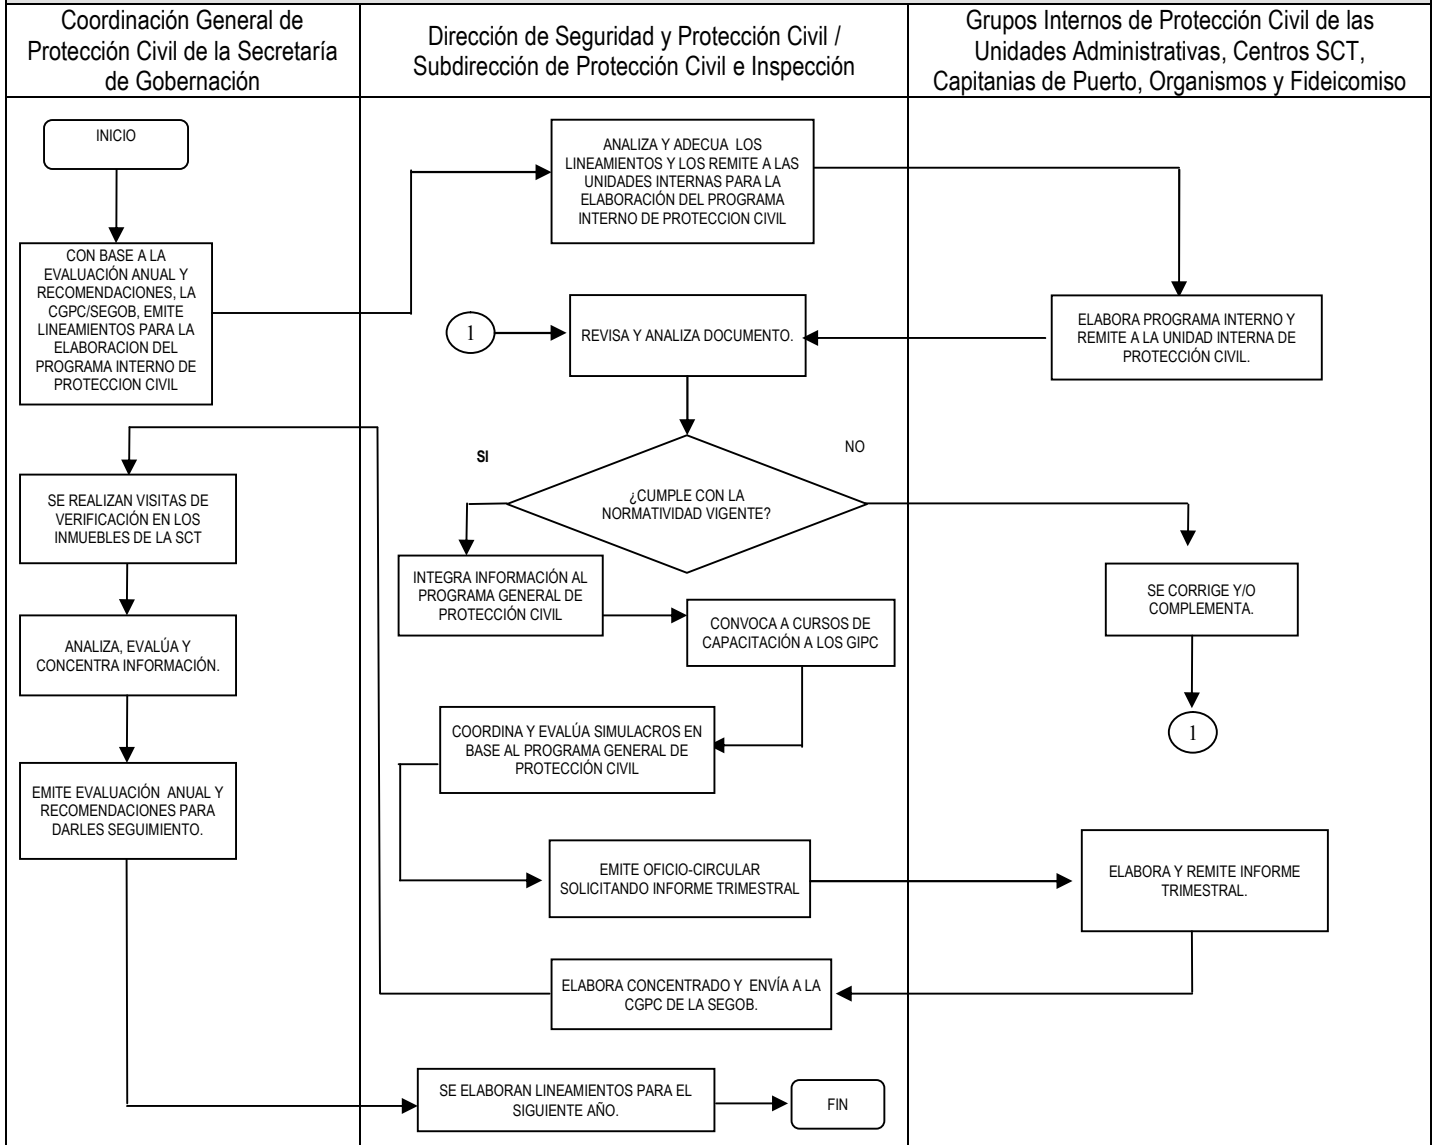 Coordinación General de
Protección Civil de la Secretaría
de Gobernación
Dirección de Seguridad y Protección Civil /
Subdirección de Protección Civil e Inspección
Grupos Internos de Protección Civil de las
Unidades Administrativas, Centros SCT,
Capitanias de Puerto, Organismos y Fideicomiso
INICIO
CON BASE A LA
EVALUACIÓN ANUAL Y
RECOMENDACIONES, LA
CGPC/SEGOB, EMITE
LINEAMIENTOS PARA LA
ELABORACION DEL
PROGRAMA INTERNO DE
PROTECCION CIVIL
ANALIZA Y ADECUA LOS
LINEAMIENTOS Y LOS REMITE A LAS
UNIDADES INTERNAS PARA LA
ELABORACIÓN DEL PROGRAMA
INTERNO DE PROTECCION CIVIL
ELABORA PROGRAMA INTERNO Y
REMITE A LA UNIDAD INTERNA DE
PROTECCIÓN CIVIL.
1
REVISA Y ANALIZA DOCUMENTO.
¿CUMPLE CON LA
NORMATIVIDAD VIGENTE?
SI
NO
SE CORRIGE Y/O
COMPLEMENTA.
1
INTEGRA INFORMACIÓN AL
PROGRAMA GENERAL DE
PROTECCIÓN CIVIL
CONVOCA A CURSOS DE
CAPACITACIÓN A LOS GIPC
COORDINA Y EVALÚA SIMULACROS EN
BASE AL PROGRAMA GENERAL DE
PROTECCIÓN CIVIL
EMITE OFICIO-CIRCULAR
SOLICITANDO INFORME TRIMESTRAL
ELABORA Y REMITE INFORME
TRIMESTRAL.
ELABORA CONCENTRADO Y ENVÍA A LA
CGPC DE LA SEGOB.
SE REALIZAN VISITAS DE
VERIFICACIÓN EN LOS
INMUEBLES DE LA SCT
ANALIZA, EVALÚA Y
CONCENTRA INFORMACIÓN.
EMITE EVALUACIÓN ANUAL Y
RECOMENDACIONES PARA
DARLES SEGUIMIENTO.
SE ELABORAN LINEAMIENTOS PARA EL
SIGUIENTE AÑO.
FIN